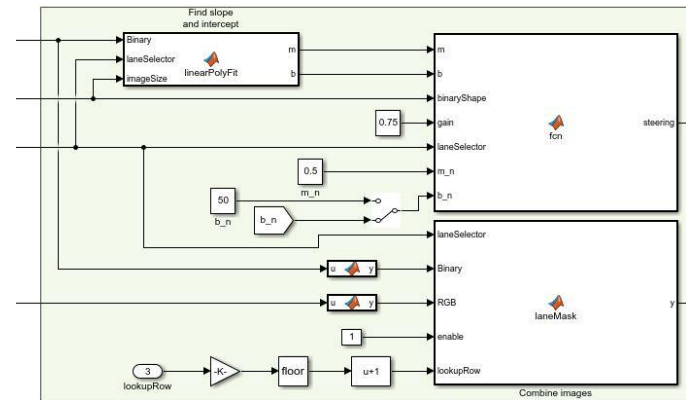 Find slope
and intercept
Binary
laneSelector
imageSize
linearPolyFit
m
b
m
b
binaryShape
gain
laneSelector
m_n
b_n
fcn
steering
0.75
0.5
m_n
50
b_n
b_n
laneSelector
Binary
RGB
enable
lookupRow
laneMask
y
u y
u y
1
3
lookupRow
-K-
floor
u+1
Combine images